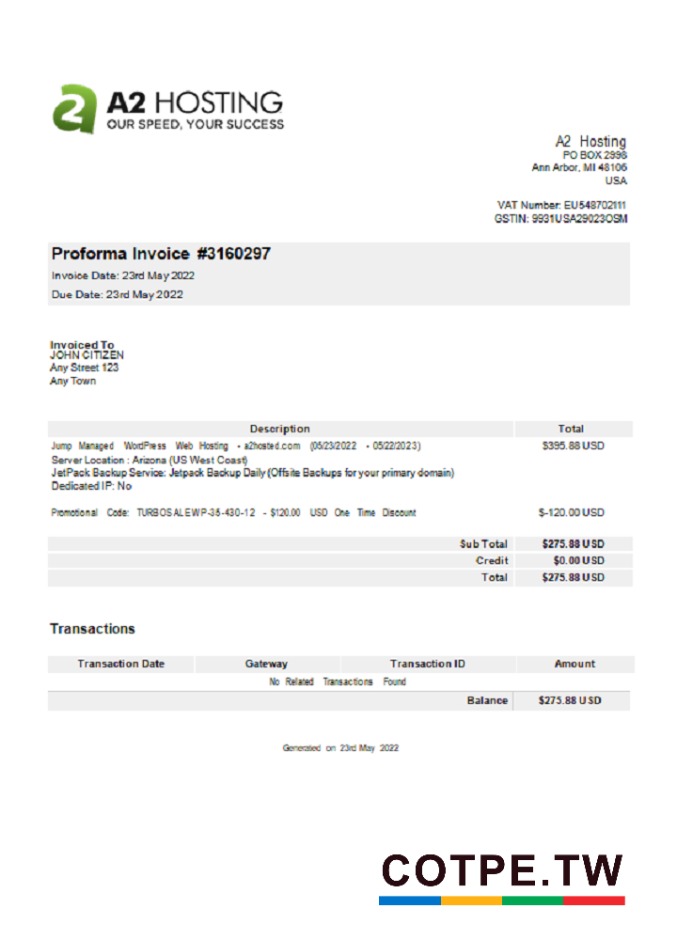 A2 HOSTING
OUR SPEED, YOUR SUCCESS
A2 Hosting
PO BOX 2998
Ann Arbor, MI 48106
USA
VAT Number: EU548702111
GSTIN: 9931USA29023OSM
Proforma Invoice #3160297
Invoice Date: 23rd May 2022
Due Date: 23rd May 2022
Invoiced To
JOHN CITIZEN
Any Street 123
Any Town
Description Total
Jump Managed WordPress Web Hosting - a2hosted.com (05/23/2022 - 05/22/2023) $395.88 USD
Server Location : Arizona (US West Coast)
JetPack Backup Service: Jetpack Backup Daily (Offsite Backups for your primary domain)
Dedicated IP: No
Promotional Code: TURBOSALEWP-35-430-12 - $120.00 USD One Time Discount $-120.00 USD
Sub Total $275.88 USD
Credit $0.00 USD
Total $275.88 USD
Transactions
Transaction Date Gateway Transaction ID Amount
No Related Transactions Found
Balance $275.88 USD
Generated on 23rd May 2022
COTPE.TW